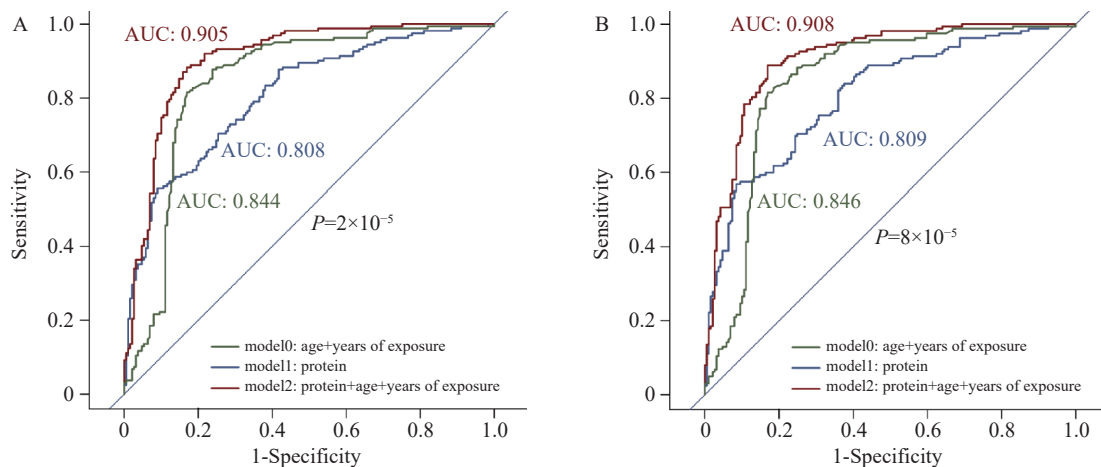 A
AUC: 0.905
AUC: 0.808
AUC: 0.844
P=2×10⁻⁵
Sensitivity
1.0
0.8
0.6
0.4
0.2
0
model0: age+years of exposure
model1: protein
model2: protein+age+years of exposure
0 0.2 0.4 0.6 0.8 1.0
1-Specificity
B
AUC: 0.908
AUC: 0.809
AUC: 0.846
P=8×10⁻⁵
Sensitivity
1.0
0.8
0.6
0.4
0.2
0
model0: age+years of exposure
model1: protein
model2: protein+age+years of exposure
0 0.2 0.4 0.6 0.8 1.0
1-Specificity